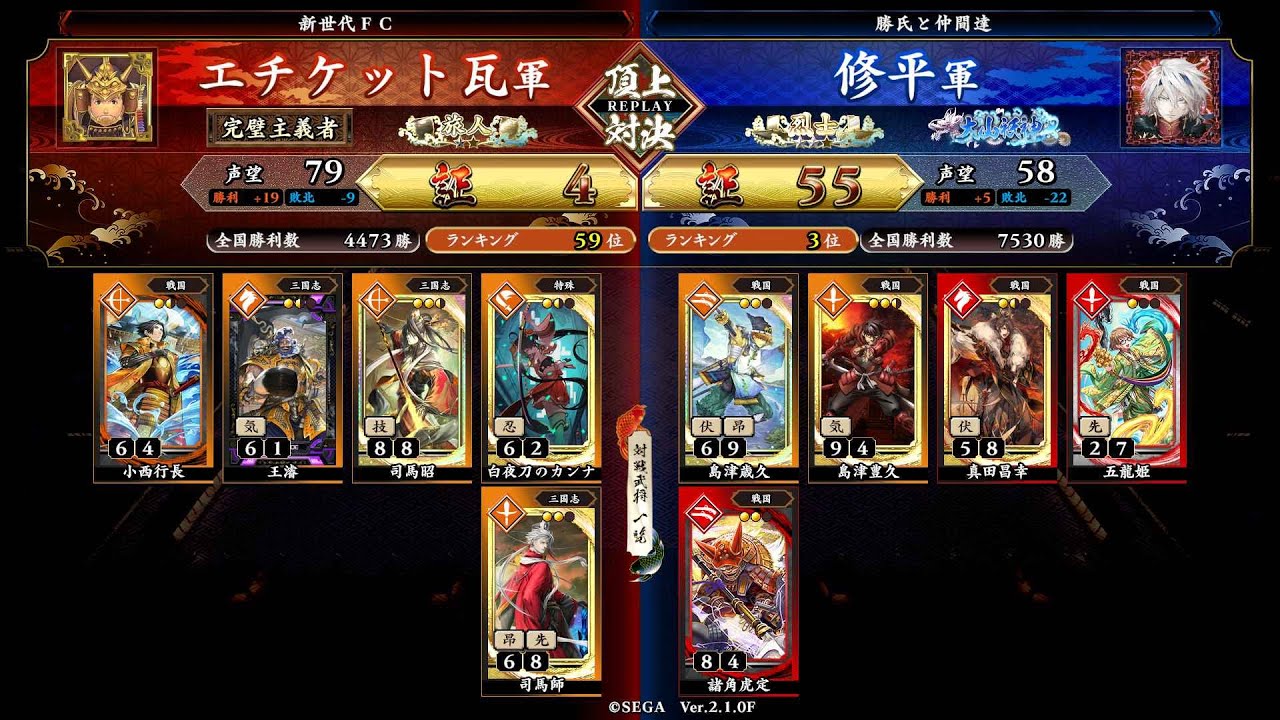 新世代FC
勝氏と仲間達
エチケット瓦軍
頂上
REPLAY
対決
修平軍
完璧主義者
旅人
烈士
声望 79
勝利 +19 敗北 -9
証 4
証 55
声望 58
勝利 +5 敗北 -22
全国勝利数 4473勝
ランキング 59位
ランキング 3位
全国勝利数 7530勝
戦国
三国志
三国志
特殊
戦国
戦国
戦国
戦国
気
技
忍
伏 昂
気
伏
先
6 4
6 1
8 8
6 2
6 9
9 4
5 8
2 7
小西行長
王濬
司馬昭
白夜刀のカンナ
島津歳久
島津豊久
真田昌幸
五龍姫
対戦武将一覧
三国志
戦国
昂 先
6 8
8 4
司馬師
諸角虎定
©SEGA Ver.2.1.0F